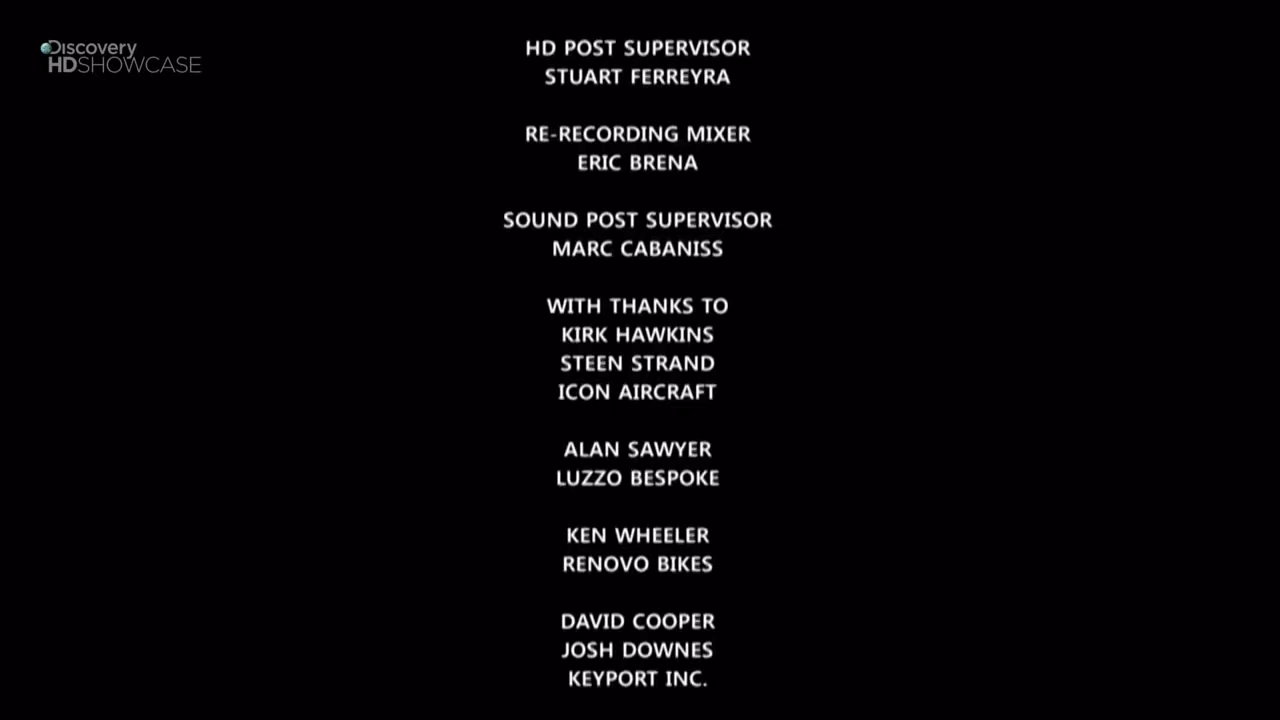 Discovery
HDSHOWCASE
HD POST SUPERVISOR
STUART FERREYRA
RE-RECORDING MIXER
ERIC BRENA
SOUND POST SUPERVISOR
MARC CABANISS
WITH THANKS TO
KIRK HAWKINS
STEEN STRAND
ICON AIRCRAFT
ALAN SAWYER
LUZZO BESPOKE
KEN WHEELER
RENOVO BIKES
DAVID COOPER
JOSH DOWNES
KEYPORT INC.